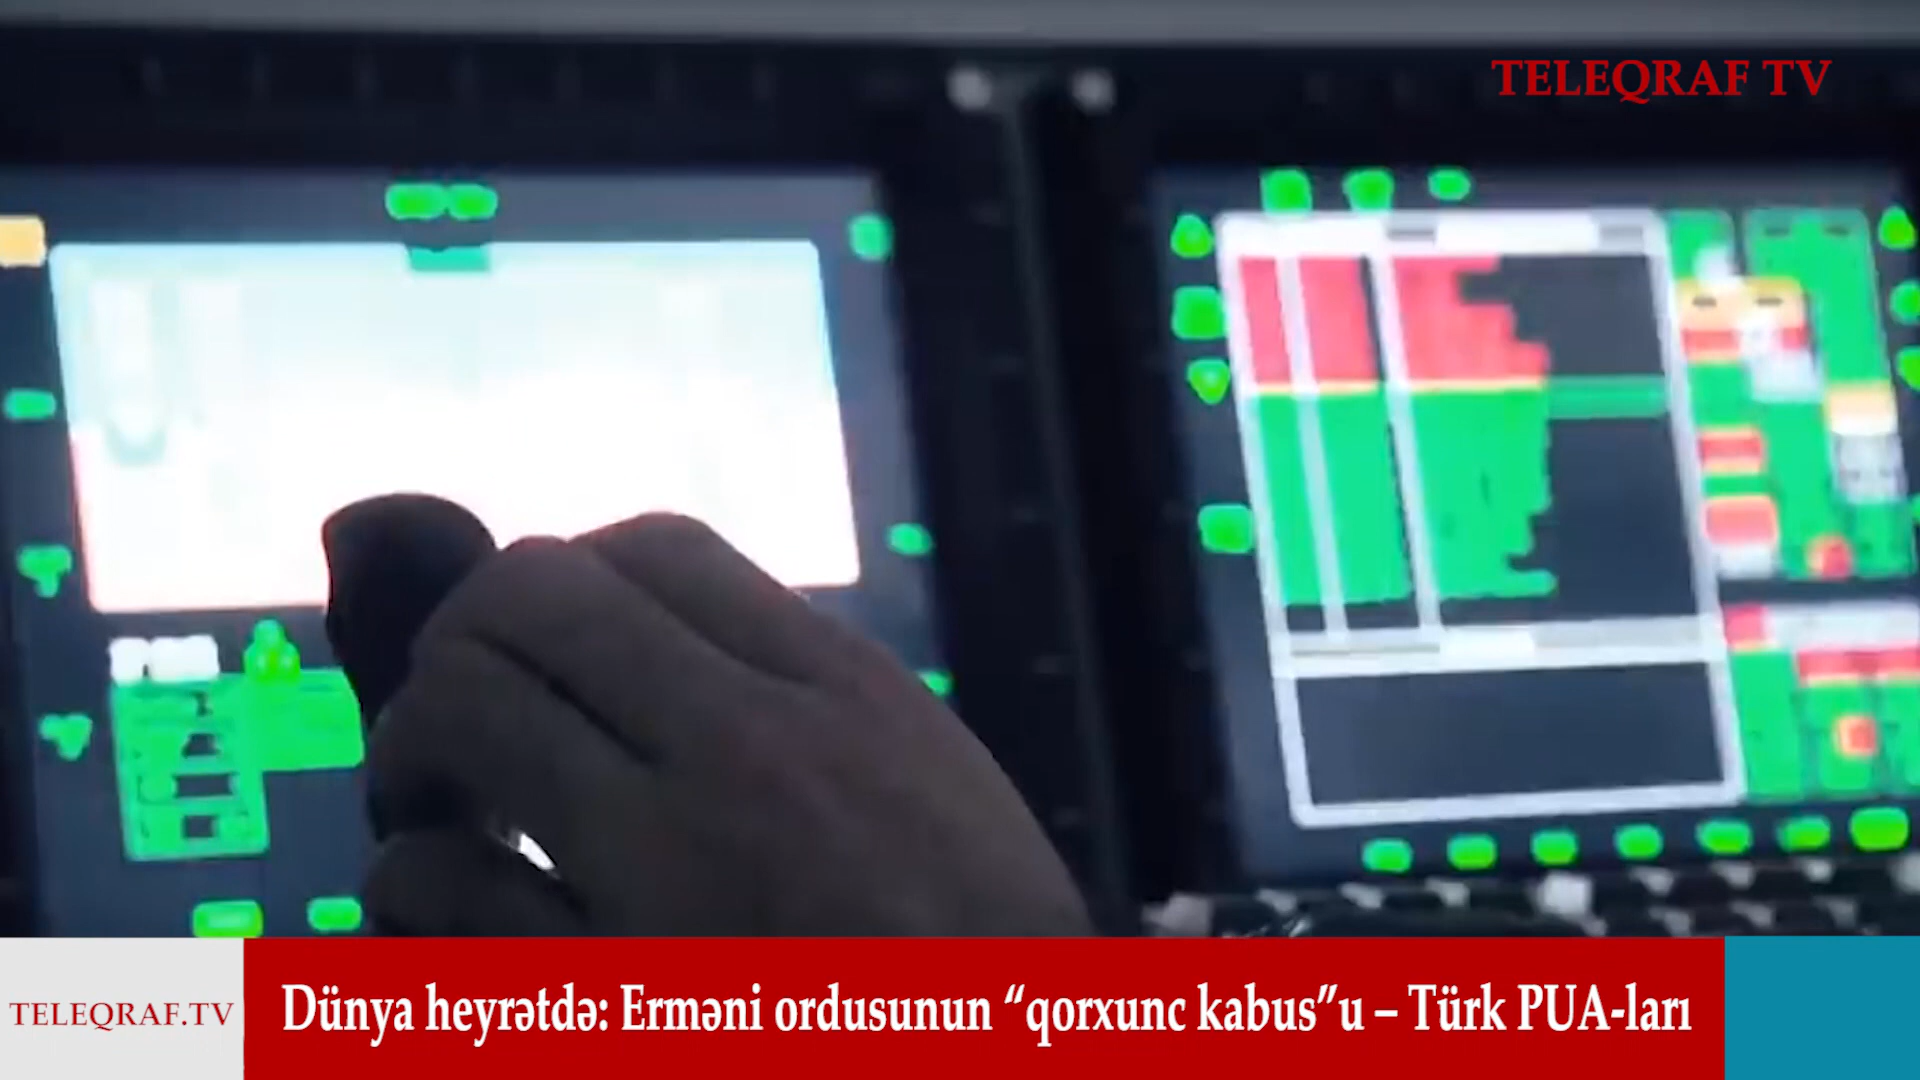 TELEQRAF TV
TELEQRAF.TV
Dünya heyrətdə: Erməni ordusunun “qorxunc kabus”u – Türk PUA-ları